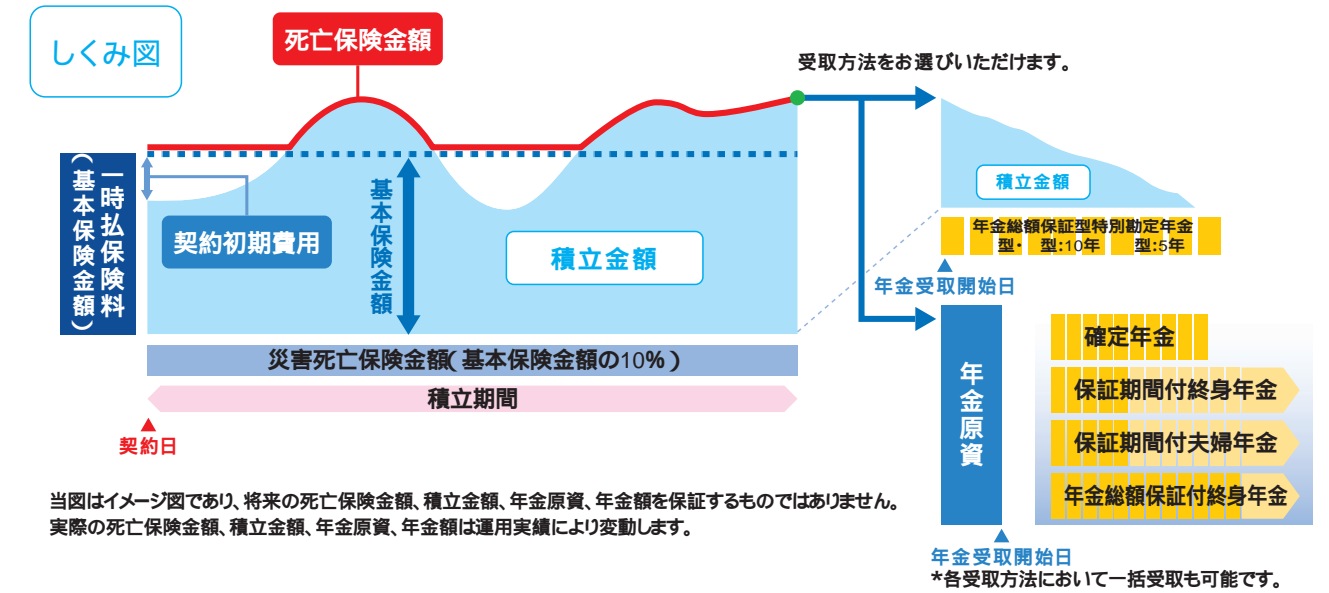 しくみ図
死亡保険金額
受取方法をお選びいただけます。
一時払保険料
（基本保険金額）
契約初期費用
基本保険金額
積立金額
積立金額
年金総額保証型特別勘定年金
型・　型:10年　　型:5年
年金受取開始日
災害死亡保険金額（基本保険金額の10%）
積立期間
契約日
年金原資
確定年金
保証期間付終身年金
保証期間付夫婦年金
年金総額保証付終身年金
年金受取開始日
*各受取方法において一括受取も可能です。
当図はイメージ図であり、将来の死亡保険金額、積立金額、年金原資、年金額を保証するものではありません。
実際の死亡保険金額、積立金額、年金原資、年金額は運用実績により変動します。